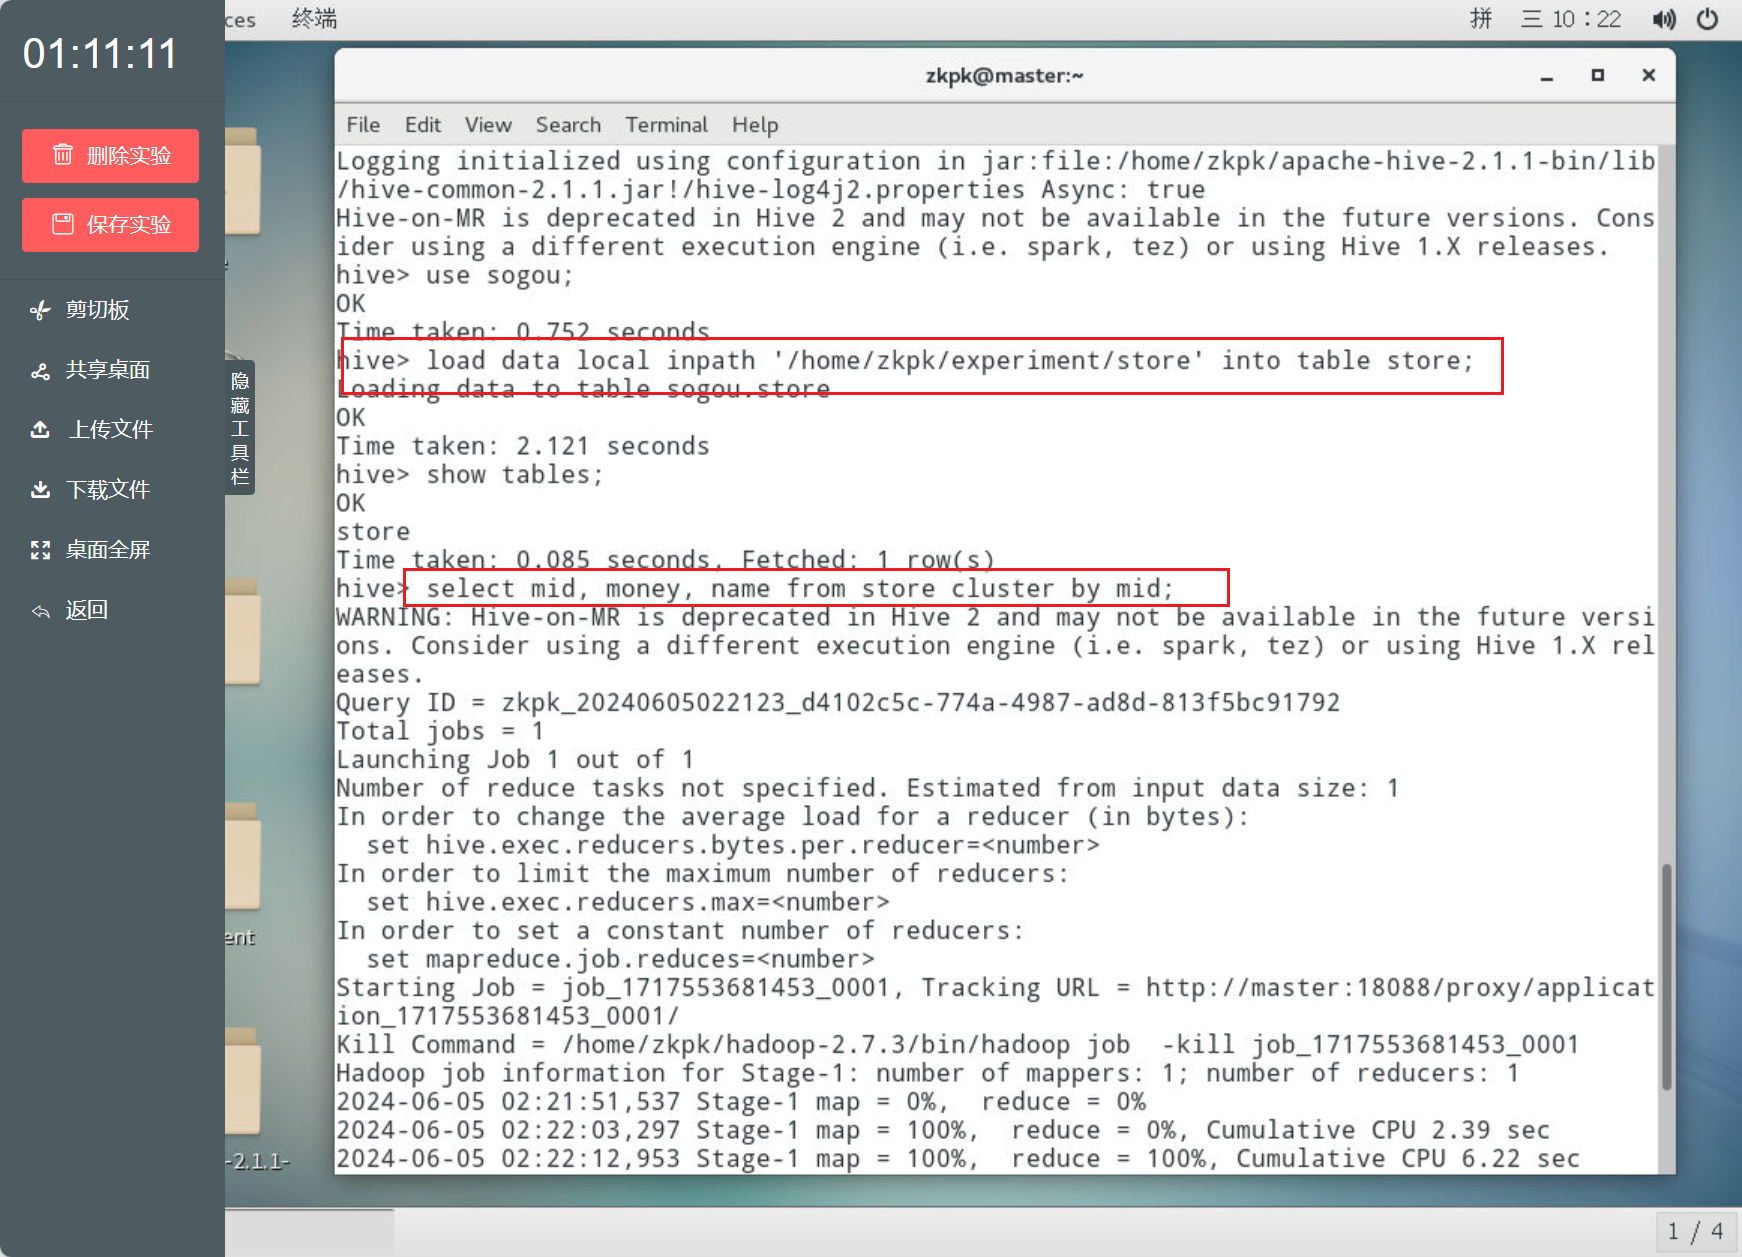 01:11:11
删除实验
保存实验
剪切板
共享桌面
上传文件
下载文件
桌面全屏
返回
隐藏工具栏
ces 终端
拼 三 10：22
zkpk@master:~
File Edit View Search Terminal Help
Logging initialized using configuration in jar:file:/home/zkpk/apache-hive-2.1.1-bin/lib
/hive-common-2.1.1.jar!/hive-log4j2.properties Async: true
Hive-on-MR is deprecated in Hive 2 and may not be available in the future versions. Cons
ider using a different execution engine (i.e. spark, tez) or using Hive 1.X releases.
hive> use sogou;
OK
Time taken: 0.752 seconds
hive> load data local inpath '/home/zkpk/experiment/store' into table store;
Loading data to table sogou.store
OK
Time taken: 2.121 seconds
hive> show tables;
OK
store
Time taken: 0.085 seconds, Fetched: 1 row(s)
hive> select mid, money, name from store cluster by mid;
WARNING: Hive-on-MR is deprecated in Hive 2 and may not be available in the future versi
ons. Consider using a different execution engine (i.e. spark, tez) or using Hive 1.X rel
eases.
Query ID = zkpk_20240605022123_d4102c5c-774a-4987-ad8d-813f5bc91792
Total jobs = 1
Launching Job 1 out of 1
Number of reduce tasks not specified. Estimated from input data size: 1
In order to change the average load for a reducer (in bytes):
  set hive.exec.reducers.bytes.per.reducer=<number>
In order to limit the maximum number of reducers:
  set hive.exec.reducers.max=<number>
In order to set a constant number of reducers:
  set mapreduce.job.reduces=<number>
Starting Job = job_1717553681453_0001, Tracking URL = http://master:18088/proxy/applicat
ion_1717553681453_0001/
Kill Command = /home/zkpk/hadoop-2.7.3/bin/hadoop job  -kill job_1717553681453_0001
Hadoop job information for Stage-1: number of mappers: 1; number of reducers: 1
2024-06-05 02:21:51,537 Stage-1 map = 0%,  reduce = 0%
2024-06-05 02:22:03,297 Stage-1 map = 100%,  reduce = 0%, Cumulative CPU 2.39 sec
2024-06-05 02:22:12,953 Stage-1 map = 100%,  reduce = 100%, Cumulative CPU 6.22 sec
ent
-2.1.1-
1 / 4